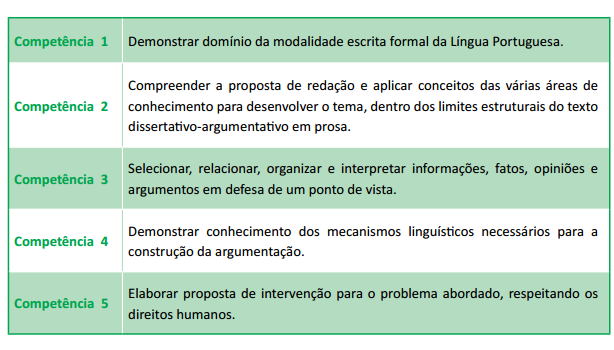 Competência 1 Demonstrar domínio da modalidade escrita formal da Língua Portuguesa.
Compreender a proposta de redação e aplicar conceitos das várias áreas de
Competência 2 conhecimento para desenvolver o tema, dentro dos limites estruturais do texto
dissertativo-argumentativo em prosa.
Competência 3 Selecionar, relacionar, organizar e interpretar informações, fatos, opiniões e
argumentos em defesa de um ponto de vista.
Competência 4 Demonstrar conhecimento dos mecanismos linguísticos necessários para a
construção da argumentação.
Competência 5 Elaborar proposta de intervenção para o problema abordado, respeitando os
direitos humanos.